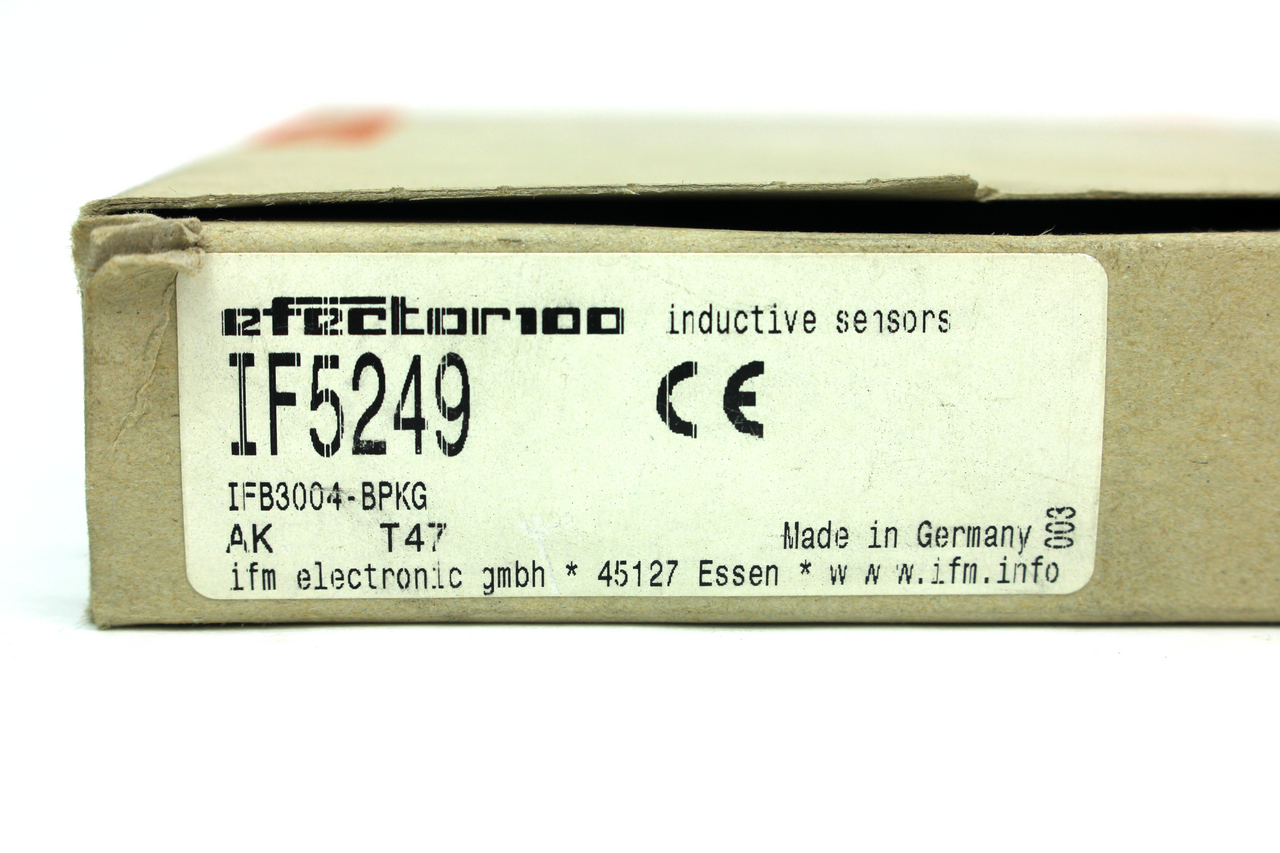 efector100 inductive sensors
IF5249 CE
IFB3004-BPKG
AK T47
Made in Germany 003
ifm electronic gmbh * 45127 Essen * www.ifm.info